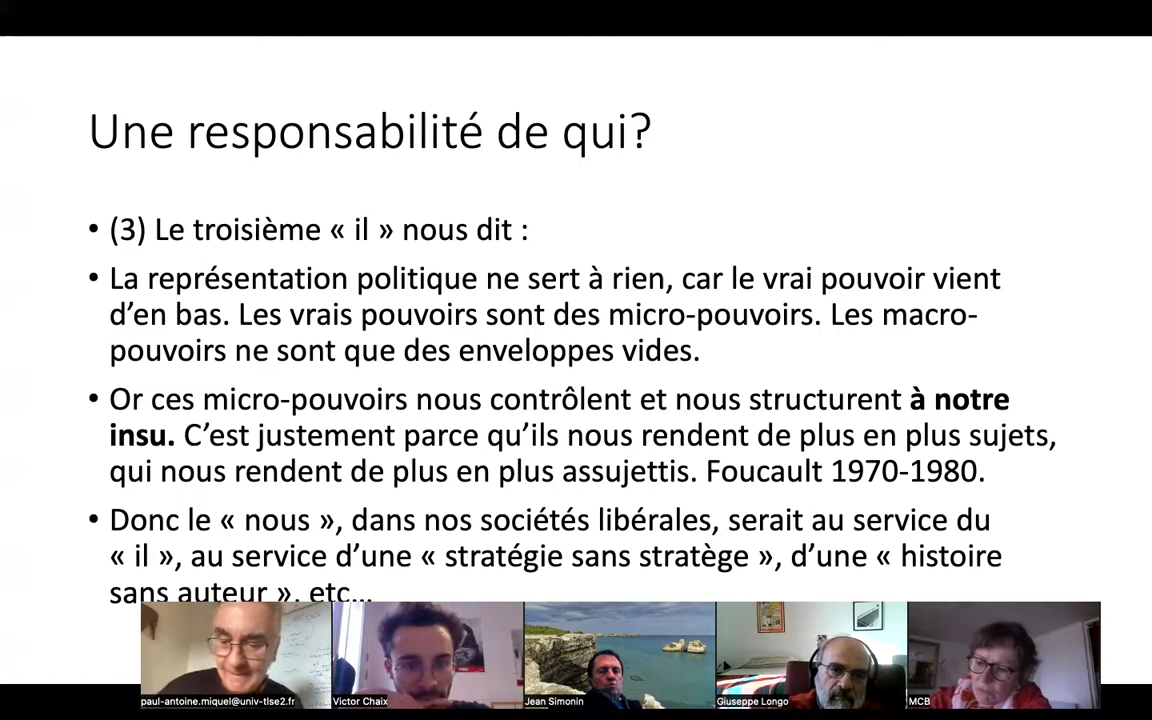 Une responsabilité de qui?
• (3) Le troisième « il » nous dit :
• La représentation politique ne sert à rien, car le vrai pouvoir vient
d’en bas. Les vrais pouvoirs sont des micro-pouvoirs. Les macro-
pouvoirs ne sont que des enveloppes vides.
• Or ces micro-pouvoirs nous contrôlent et nous structurent à notre
insu. C’est justement parce qu’ils nous rendent de plus en plus sujets,
qui nous rendent de plus en plus assujettis. Foucault 1970-1980.
• Donc le « nous », dans nos sociétés libérales, serait au service du
« il », au service d’une « stratégie sans stratège », d’une « histoire
sans auteur », etc…
paul-antoine.miquel@univ-tlse2.fr
Victor Chaix
Jean Simonin
Giuseppe Longo
MCB